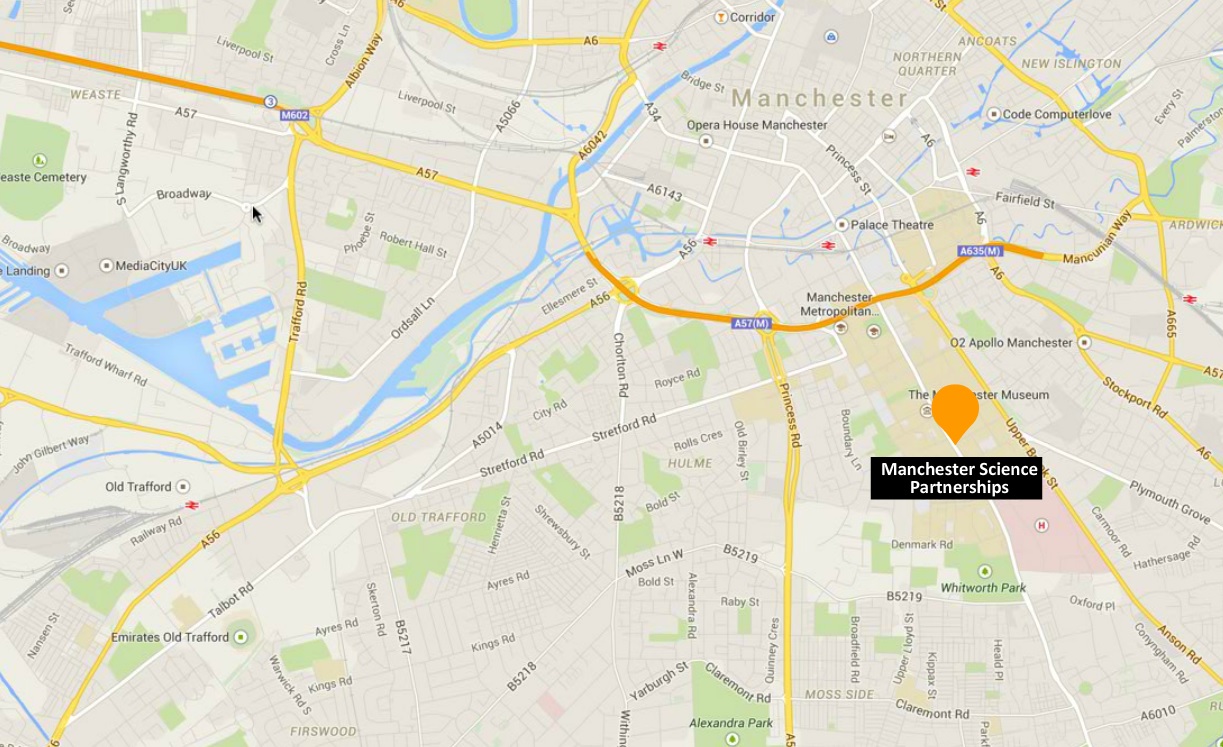 A6
Corridor
Seaford
Cross Ln
Albion Way
A6
ANCOATS
Liverpool St
NORTHERN
QUARTER
NEW ISLINGTON
Bridge St
WEASTE
A57
3
M602
Liverpool St
A5066
A34
Manchester
Every St
Opera House Manchester
Code Computerlove
Palmerston
S Langworthy Rd
A6042
A6
Princess St
easte Cemetery
A57
Broadway
A6143
Fairfield St
A6
Phoebe St
Robert Hall St
Palace Theatre
ARDWICK
Broadway
A56
Mancunian Way
A635(M)
e Landing
MediaCityUK
A6
Ellesmere St
A56
Trafford Rd
Ordsall Ln
Manchester
Metropolitan...
A57(M)
A665
O2 Apollo Manchester
Trafford Wharf Rd
Chorlton Rd
Royce Rd
A57
Stockport Rd
The M ester Museum
City Rd
Princess Rd
Boundary Ln
Stretford Rd
A5014
Rolls Cres
Old Birley St
Upper Brook St
John Gilbert Way
Stretford Rd
HULME
A6
Manchester Science
Partnerships
Old Trafford
Plymouth Grove
B5218
Bold St
OLD TRAFFORD
Henrietta St
Shrewsbury St
Railway Rd
A56
H
Carmoor Rd
Denmark Rd
Hathersage Rd
Moss Ln W
B5219
Bold St
Ayres Rd
Whitworth Park
B5219
Talbot Rd
Skerton Rd
Alexandra Rd
Raby St
Oxford Pl
Nansen St
Emirates Old Trafford
Ayres Rd
B5217
Kings Rd
Quinney Cres
Broadfield Rd
Upper Lloyd St
Kippax St
Heald Pl
Anson Rd
Conyngham Rd
Warwick Rd S
Kings Rd
B5218
Yarburgh St
Claremont Rd
MOSS SIDE
Claremont Rd
A6010
FIRSWOOD
Alexandra Park